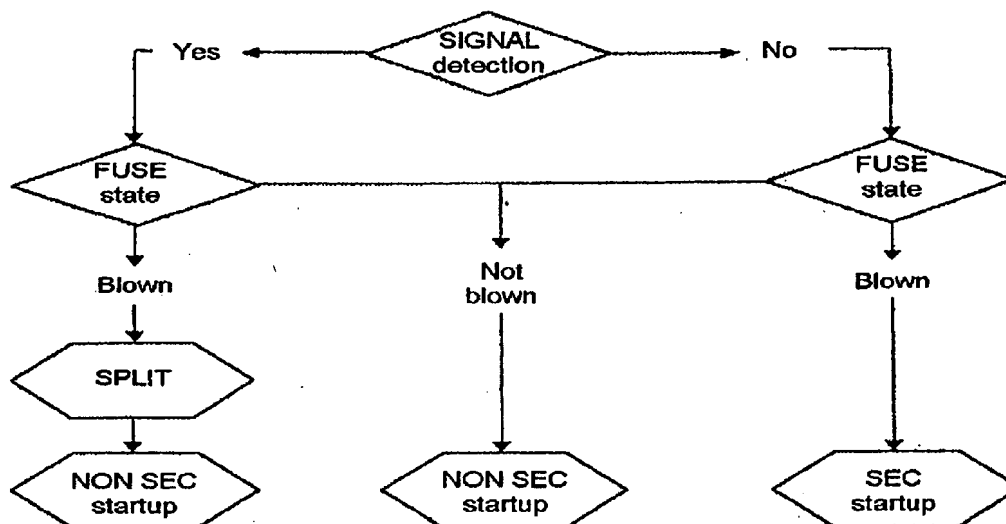 SIGNAL
detection
Yes
No
FUSE
state
FUSE
state
Blown
Not
blown
Blown
SPLIT
NON SEC
startup
NON SEC
startup
SEC
startup